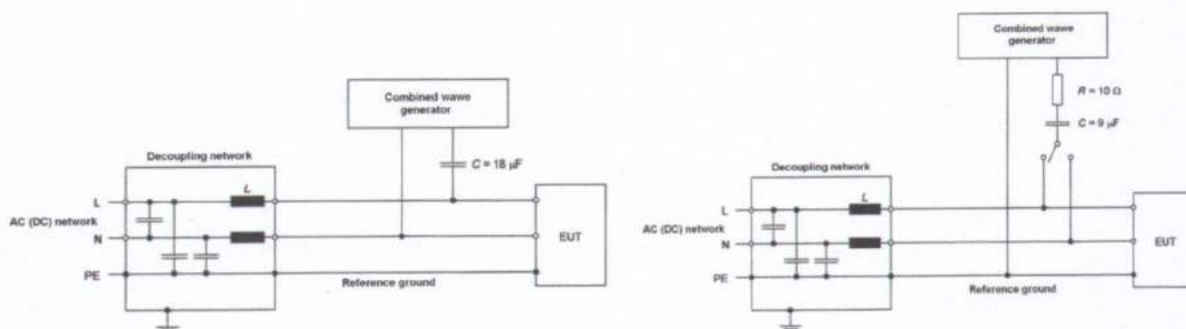 Combined wawe
generator
C = 18 µF
Decoupling network
L
L
AC (DC) network
N
EUT
PE
Reference ground
Combined wawe
generator
R = 10 Ω
C = 9 µF
Decoupling network
L
L
AC (DC) network
N
EUT
PE
Reference ground